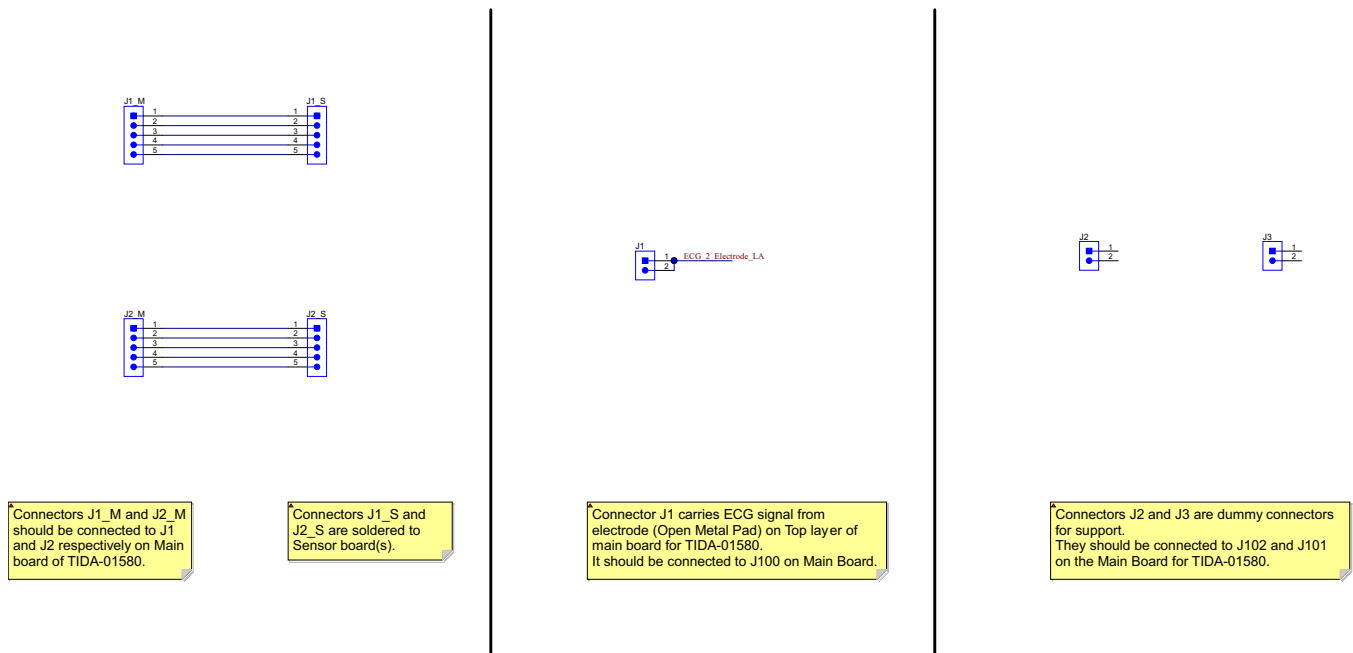 J1_M
1
2
3
4
5
J1_S
1
2
3
4
5
J2_M
1
2
3
4
5
J2_S
1
2
3
4
5
Connectors J1_M and J2_M
should be connected to J1
and J2 respectively on Main
board of TIDA-01580.
Connectors J1_S and
J2_S are soldered to
Sensor board(s).
J1
1
2
ECG_2_Electrode_LA
Connector J1 carries ECG signal from
electrode (Open Metal Pad) on Top layer of
main board for TIDA-01580.
It should be connected to J100 on Main Board.
J2
1
2
J3
1
2
Connectors J2 and J3 are dummy connectors
for support.
They should be connected to J102 and J101
on the Main Board for TIDA-01580.